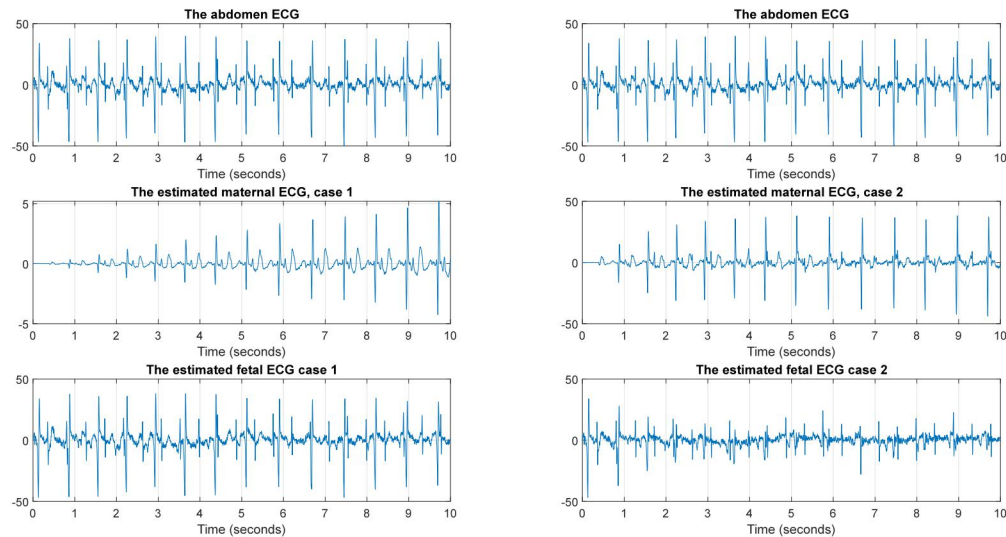 The abdomen ECG
50
0
-50
0 1 2 3 4 5 6 7 8 9 10
Time (seconds)
The estimated maternal ECG, case 1
5
0
-5
0 1 2 3 4 5 6 7 8 9 10
Time (seconds)
The estimated fetal ECG case 1
50
0
-50
0 1 2 3 4 5 6 7 8 9 10
Time (seconds)
The abdomen ECG
50
0
-50
0 1 2 3 4 5 6 7 8 9 10
Time (seconds)
The estimated maternal ECG, case 2
50
0
-50
0 1 2 3 4 5 6 7 8 9 10
Time (seconds)
The estimated fetal ECG case 2
50
0
-50
0 1 2 3 4 5 6 7 8 9 10
Time (seconds)